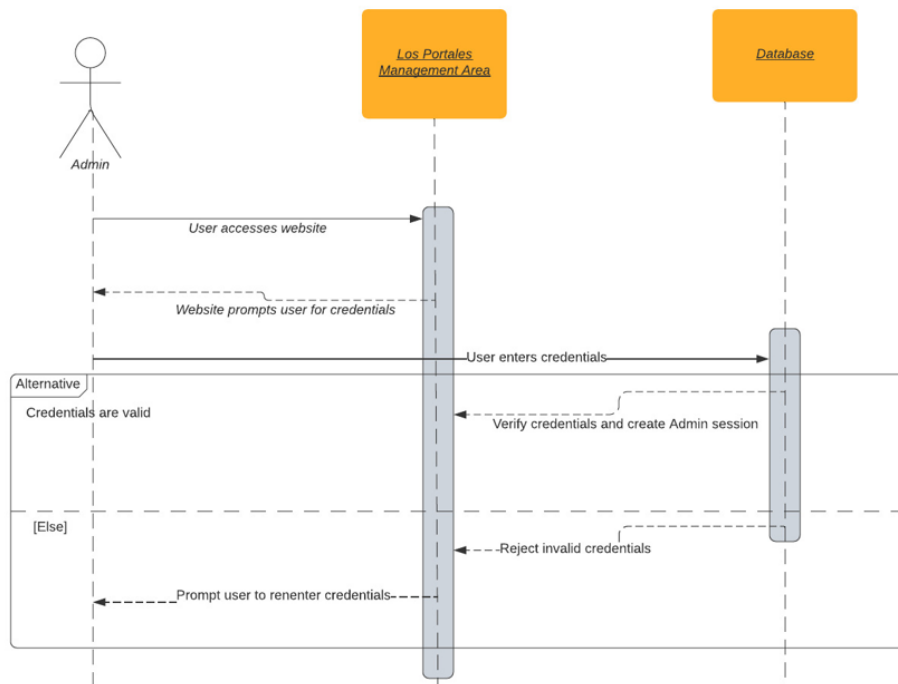 Los Portales
Management Area
Database
Admin
User accesses website
Website prompts user for credentials
User enters credentials
Alternative
Credentials are valid
Verify credentials and create Admin session
[Else]
Reject invalid credentials
Prompt user to renenter credentials